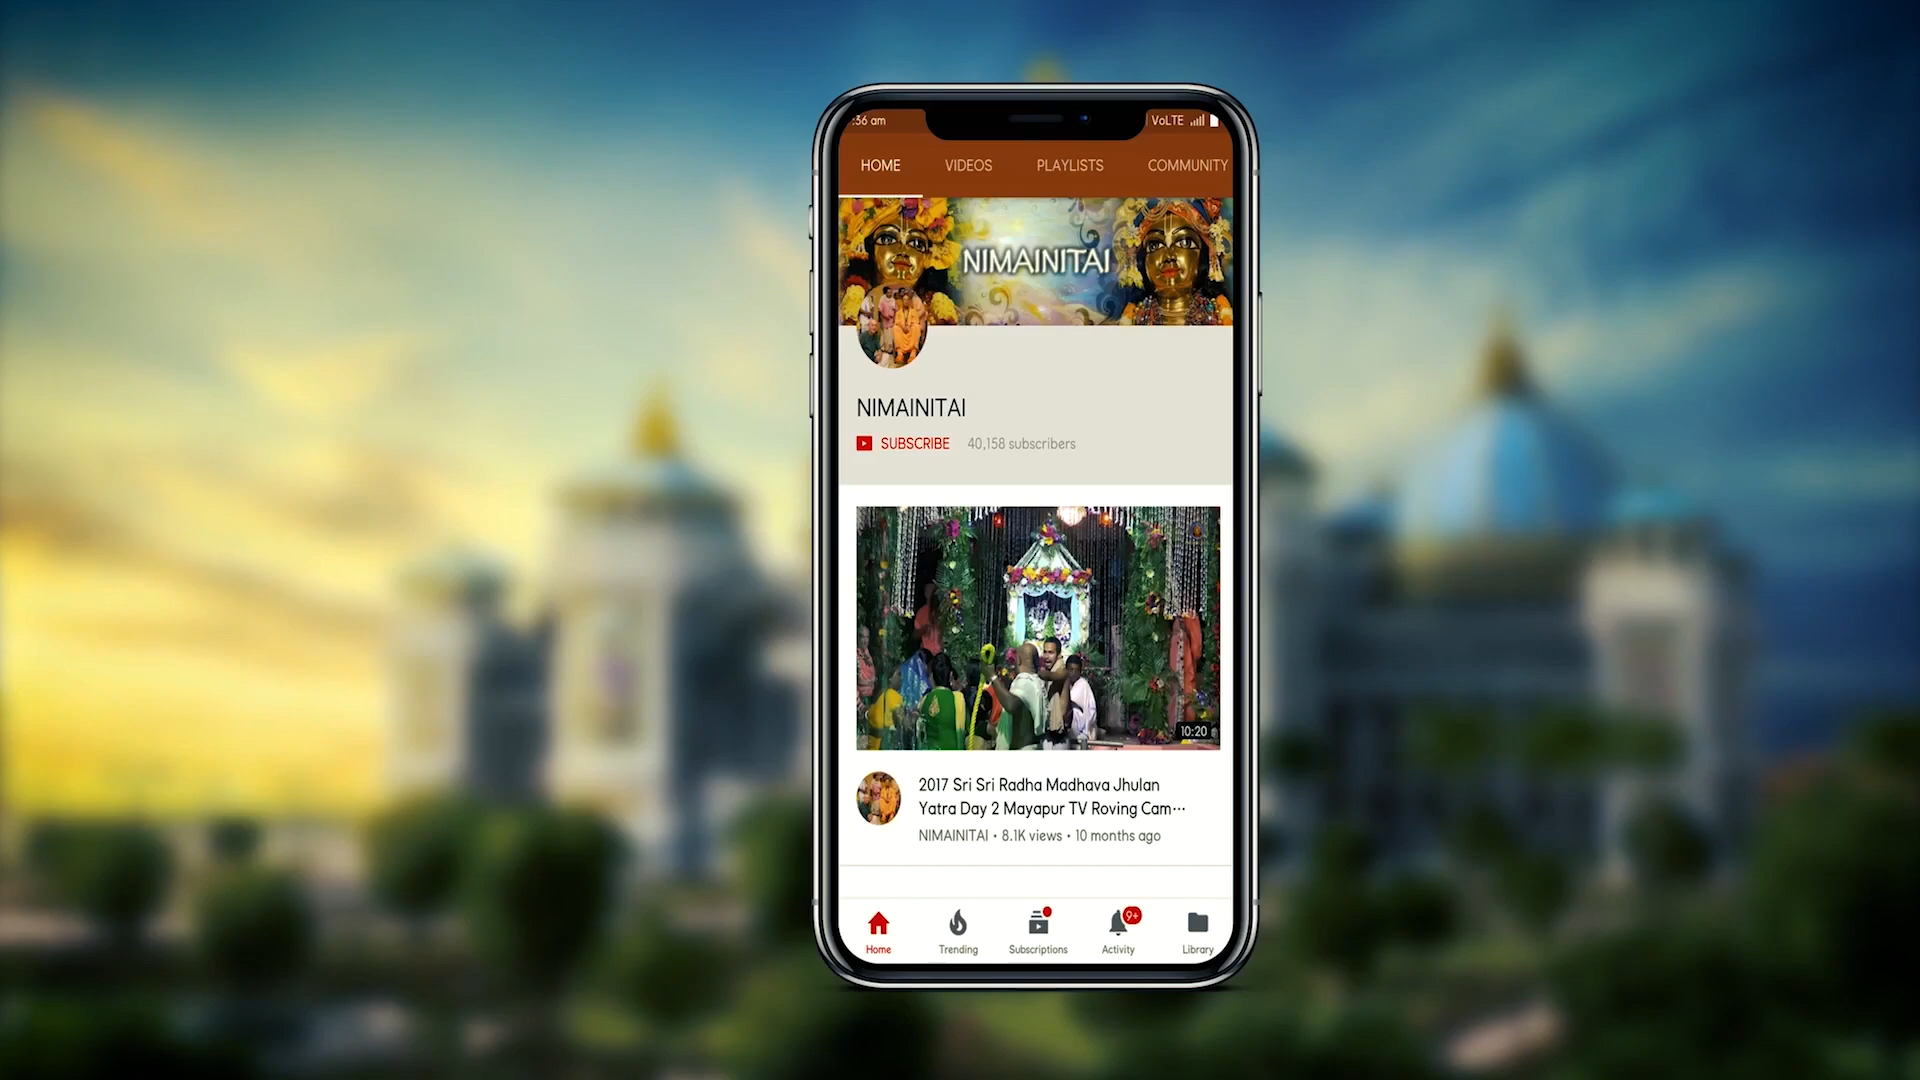 :36 am
VoLTE
HOME VIDEOS PLAYLISTS COMMUNITY
NIMAINITAI
NIMAINITAI
SUBSCRIBE 40,158 subscribers
10:20
2017 Sri Sri Radha Madhava Jhulan
Yatra Day 2 Mayapur TV Roving Cam…
NIMAINITAI • 8.1K views • 10 months ago
9+
Home Trending Subscriptions Activity Library